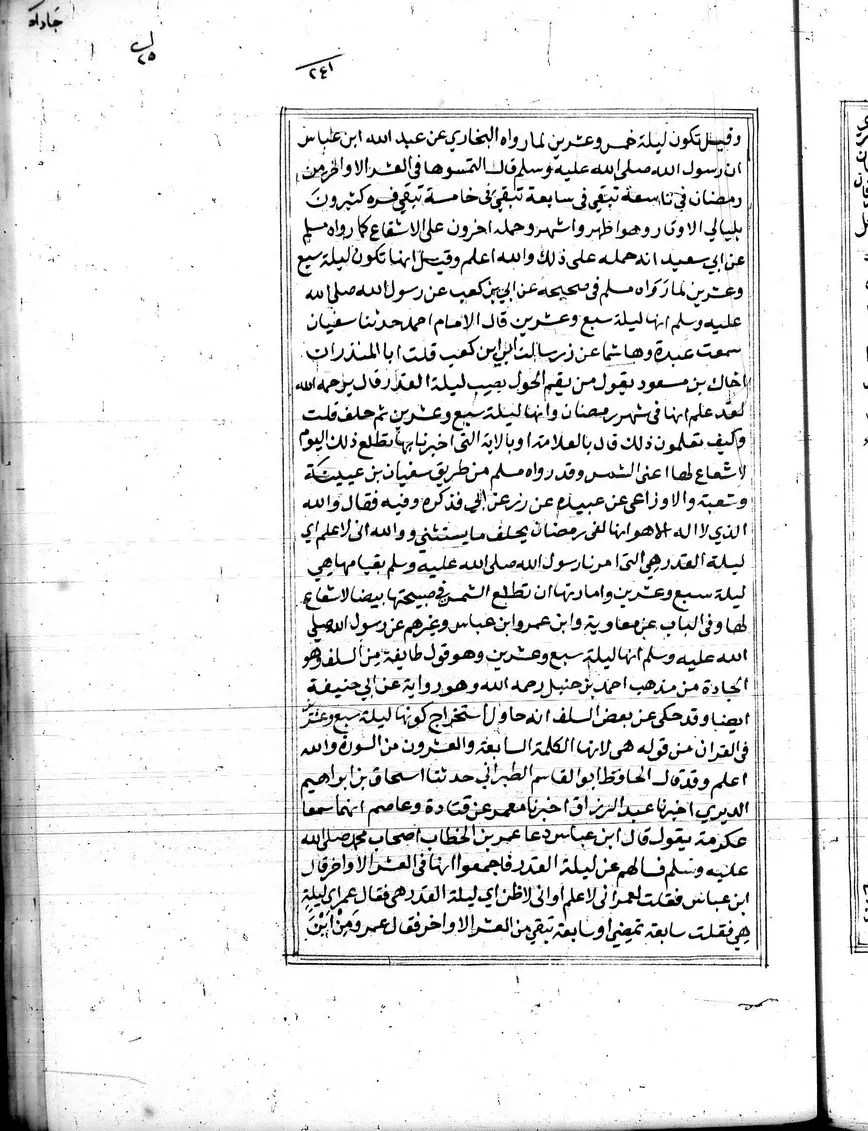 جاداد
ل
٢٥
٢٤١
وقيل تكون ليلة خمس وعشرين لما رواه البخاري عن عبد الله ابن عباس
ان رسول الله صلى الله عليه وسلم قال التمسوها في العشر الاواخر من
رمضان في تاسعة تبقى في سابعة تبقى في خامسة تبقى فسره كثيرون
بليالي الاوتار وهو اظهر واشهر وحمله اخرون على الاشفاع كما رواه مسلم
عن ابي سعيد انه حمله على ذلك والله اعلم وقيل انها تكون ليلة سبع
وعشرين لما رواه مسلم في صحيحه عن ابي بن كعب عن رسول الله صلى الله
عليه وسلم انها ليلة سبع وعشرين قال الامام احمد حدثنا سفيان
سمعت عبدة وعاصما عن زر سالت ابي ابن كعب قلت ابا المنذر ان
اخاك بن مسعود يقول من يقم الحول يصيب ليلة القدر قال يرحمه الله
لقد علم انها في شهر رمضان وانها ليلة سبع وعشرين ثم حلف قلت
وكيف تعلمون ذلك قال بالعلامة او بالاية التي اخبرنا بها تطلع ذلك اليوم
لا شعاع لها اعنى الشمس وقد رواه مسلم من طريق سفيان بن عيينة
وشعبة والاوزاعي عن عبيده عن زر عن ابي فذكره وفيه فقال والله
الذي لا اله الا هو انها لفى رمضان يحلف ما يستثني ووالله انى لاعلم اي
ليلة القدر هي التي امرنا رسول الله صلى الله عليه وسلم بقيامها هي
ليلة سبع وعشرين وامارتها ان تطلع الشمس في صبيحتها بيضا لا شعاع
لها وفى الباب عن معاوية وابن عمر وابن عباس وغيرهم عن رسول الله صلى
الله عليه وسلم انها ليلة سبع وعشرين وهو قول طايفة من السلف وهو
الجادة من مذهب احمد بن حنبل رحمه الله وهو رواية عن ابي حنيفة
ايضا وقد حكى عن بعض السلف انه حاول استخراج كونها ليلة سبع وعشرين
في القران من قوله هي لانها الكلمة السابعة والعشرون من السورة والله
اعلم وقد قال الحافظ ابو القاسم الطبراني حدثنا اسحاق بن ابراهيم
الدبري اخبرنا عبد الرزاق اخبرنا معمر عن قتادة وعاصم انهما سمعا
عكرمة يقول قال ابن عباس دعا عمر بن الخطاب اصحاب محمد صلى الله
عليه وسلم فسالهم عن ليلة القدر فاجمعوا انها في العشر الاواخر قال
ابن عباس فقلت لعمر انى لاعلم او انى لاظن اي ليلة القدر هي فقال عمر اي ليلة
هي فقلت سابعة تمضي او سابعة تبقي من العشر الاواخر فقال عمر وَمِنْ اَيْنَ